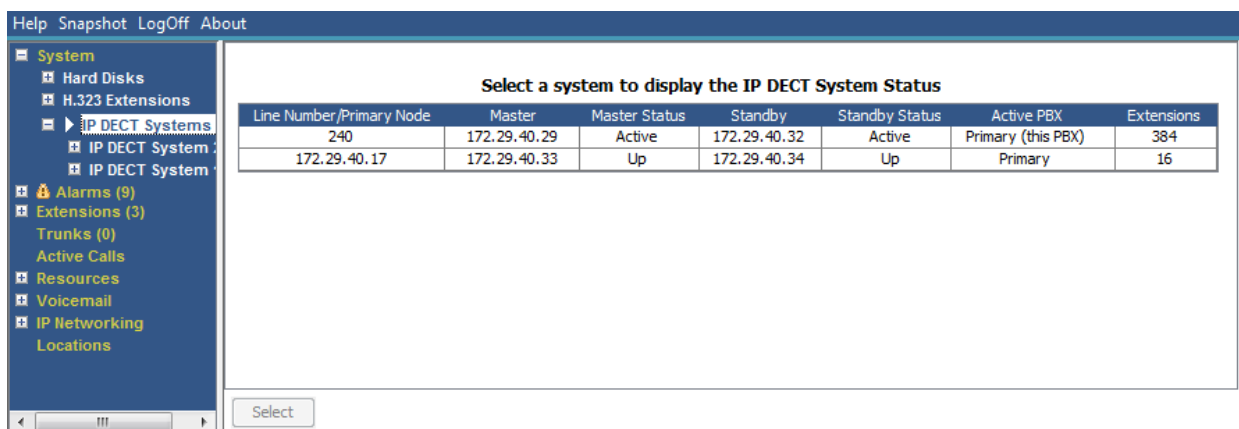 Help Snapshot LogOff About
System
Hard Disks
H.323 Extensions
IP DECT Systems
IP DECT System
IP DECT System
Alarms (9)
Extensions (3)
Trunks (0)
Active Calls
Resources
Voicemail
IP Networking
Locations
Select a system to display the IP DECT System Status
Line Number/Primary Node Master Master Status Standby Standby Status Active PBX Extensions
240 172.29.40.29 Active 172.29.40.32 Active Primary (this PBX) 384
172.29.40.17 172.29.40.33 Up 172.29.40.34 Up Primary 16
Select